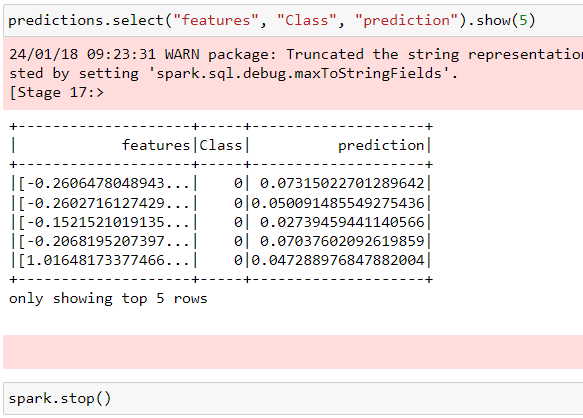 predictions.select("features", "Class", "prediction").show(5)
24/01/18 09:23:31 WARN package: Truncated the string representation
sted by setting 'spark.sql.debug.maxToStringFields'.
[Stage 17:>
+--------------------+-----+--------------------+
|            features|Class|          prediction|
+--------------------+-----+--------------------+
|[-0.2606478048943...|    0| 0.07315022701289642|
|[-0.2602716127429...|    0|0.050091485549275436|
|[-0.1521521019135...|    0| 0.02739459441140566|
|[-0.2068195207397...|    0| 0.07037602092619859|
|[1.01648173377466...|    0|0.047288976847882004|
+--------------------+-----+--------------------+
only showing top 5 rows
spark.stop()